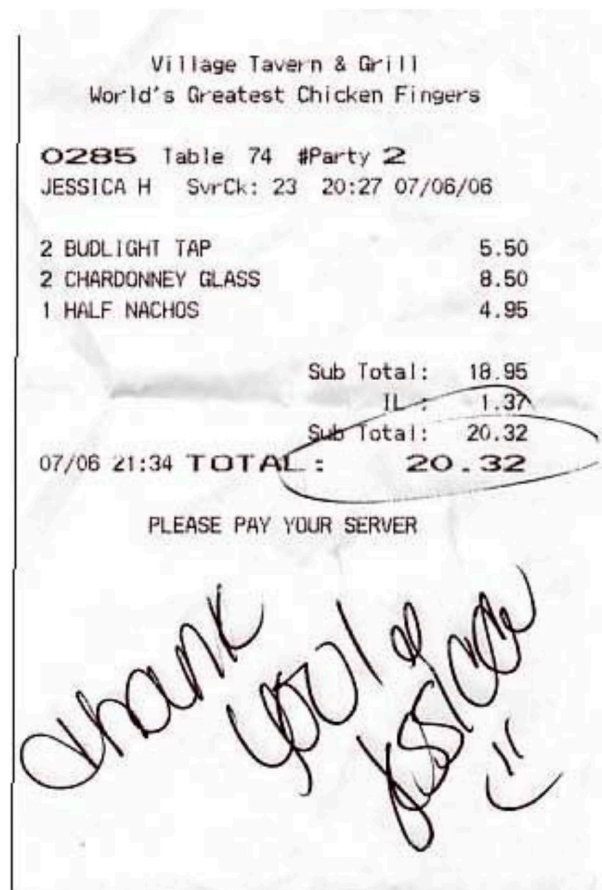 Village Tavern & Grill
World's Greatest Chicken Fingers
0285 Table 74 #Party 2
JESSICA H SvrCk: 23 20:27 07/06/06
2 BUDLIGHT TAP 5.50
2 CHARDONNEY GLASS 8.50
1 HALF NACHOS 4.95
Sub Total: 18.95
IL : 1.37
Sub Total: 20.32
07/06 21:34 TOTAL: 20.32
PLEASE PAY YOUR SERVER
Thank
you!
Jessica